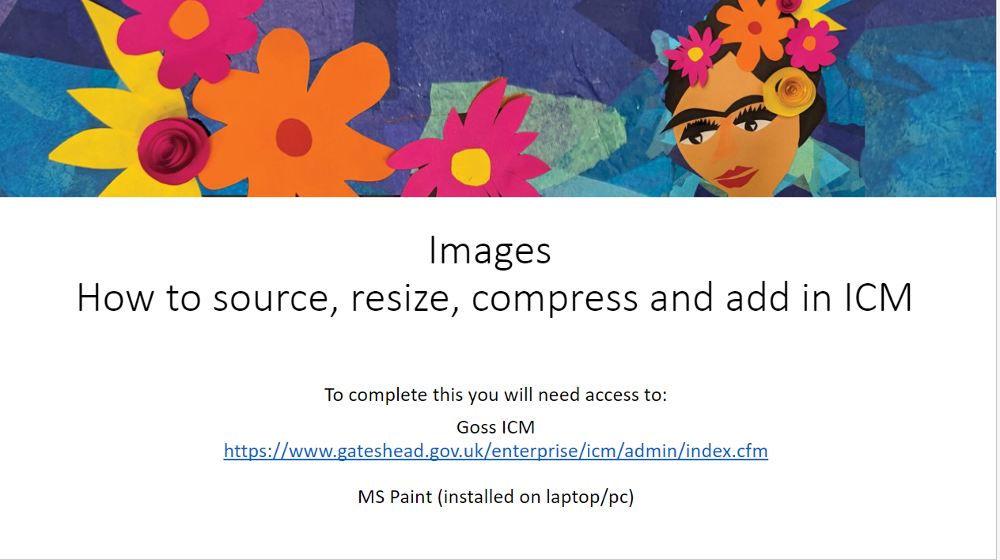 Images
How to source, resize, compress and add in ICM
To complete this you will need access to:
Goss ICM
https://www.gateshead.gov.uk/enterprise/icm/admin/index.cfm
MS Paint (installed on laptop/pc)